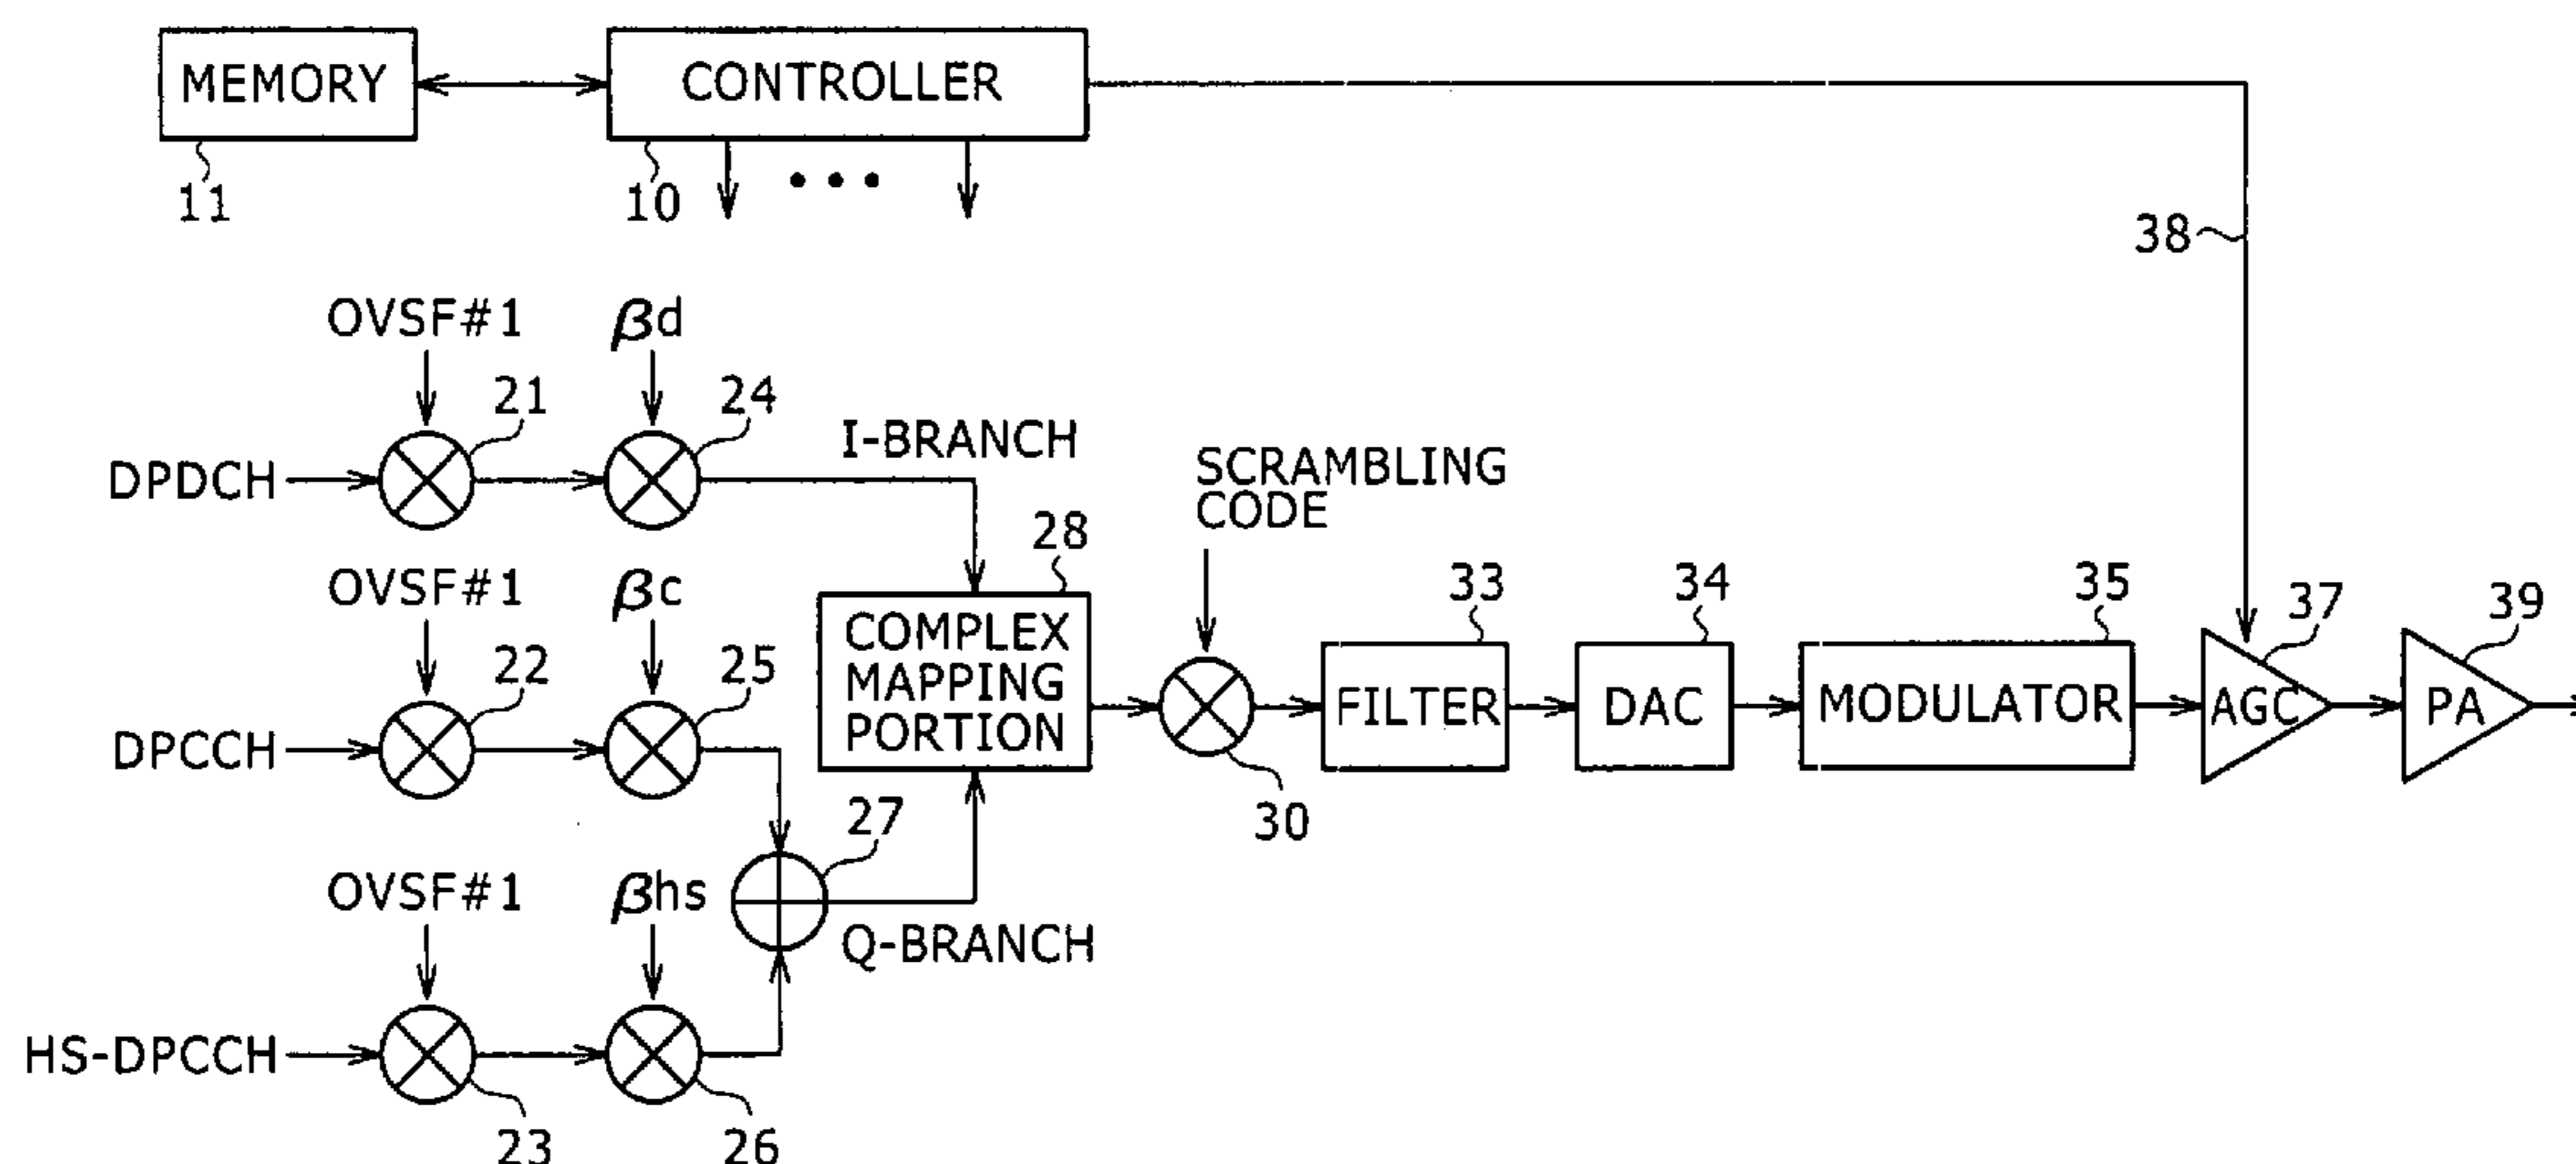 MEMORY
CONTROLLER
11
10
38
OVSF#1
βd
21
24
I-BRANCH
DPDCH
SCRAMBLING
CODE
28
OVSF#1
βc
22
25
DPCCH
COMPLEX
MAPPING
PORTION
30
33
FILTER
34
DAC
35
MODULATOR
37
AGC
39
PA
27
OVSF#1
βhs
Q-BRANCH
HS-DPCCH
23
26